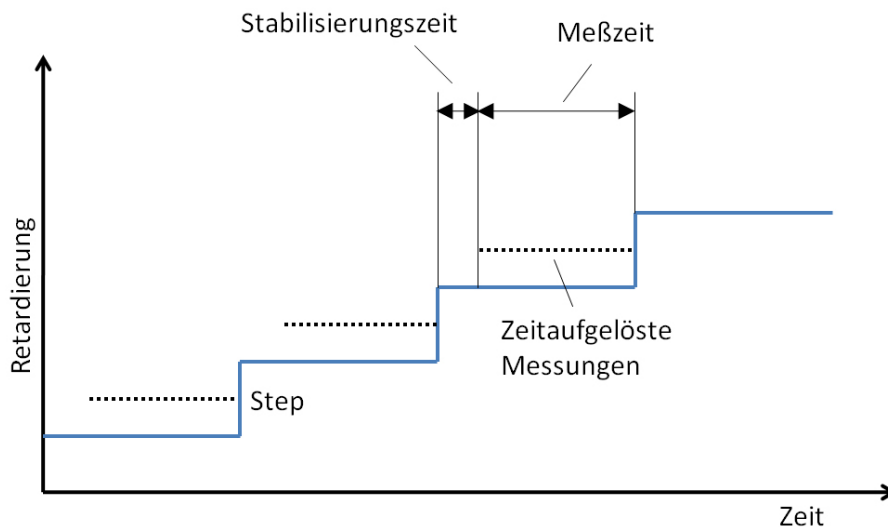 Stabilisierungszeit
Meßzeit
Retardierung
Step
Zeitaufgelöste
Messungen
Zeit